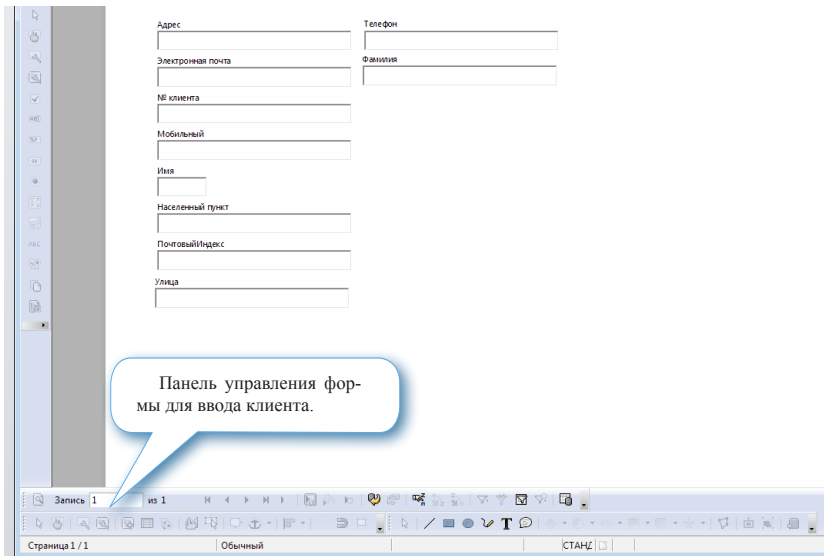 Адрес
Телефон
Электронная почта
Фамилия
№ клиента
Мобильный
Имя
Населенный пункт
ПочтовыйИндекс
Улица
Панель управления фор-
мы для ввода клиента.
Запись 1 из 1
Страница 1 / 1 Обычный СТАНД